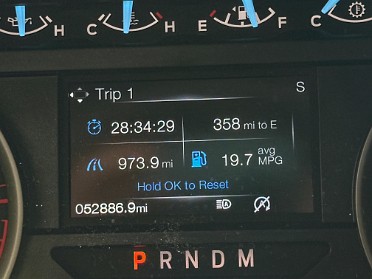 H C H E F C
Trip 1 S
28:34:29 358 mi to E
973.9 mi 19.7 avg MPG
Hold OK to Reset
052886.9mi
P R N D M